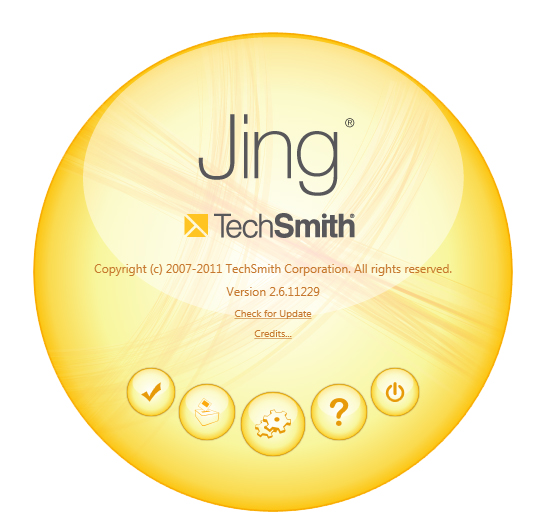 Jing®
TechSmith®
Copyright (c) 2007-2011 TechSmith Corporation. All rights reserved.
Version 2.6.11229
Check for Update
Credits...
?